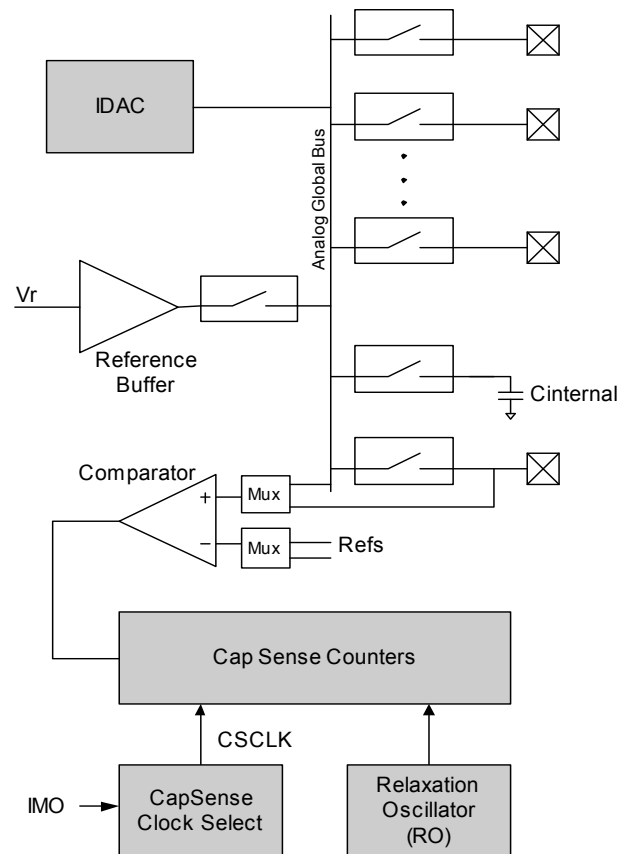 IDAC
Analog Global Bus
Vr
Reference
Buffer
Cinternal
Comparator
+
Mux
−
Mux
Refs
Cap Sense Counters
CSCLK
IMO
CapSense
Clock Select
Relaxation
Oscillator
(RO)